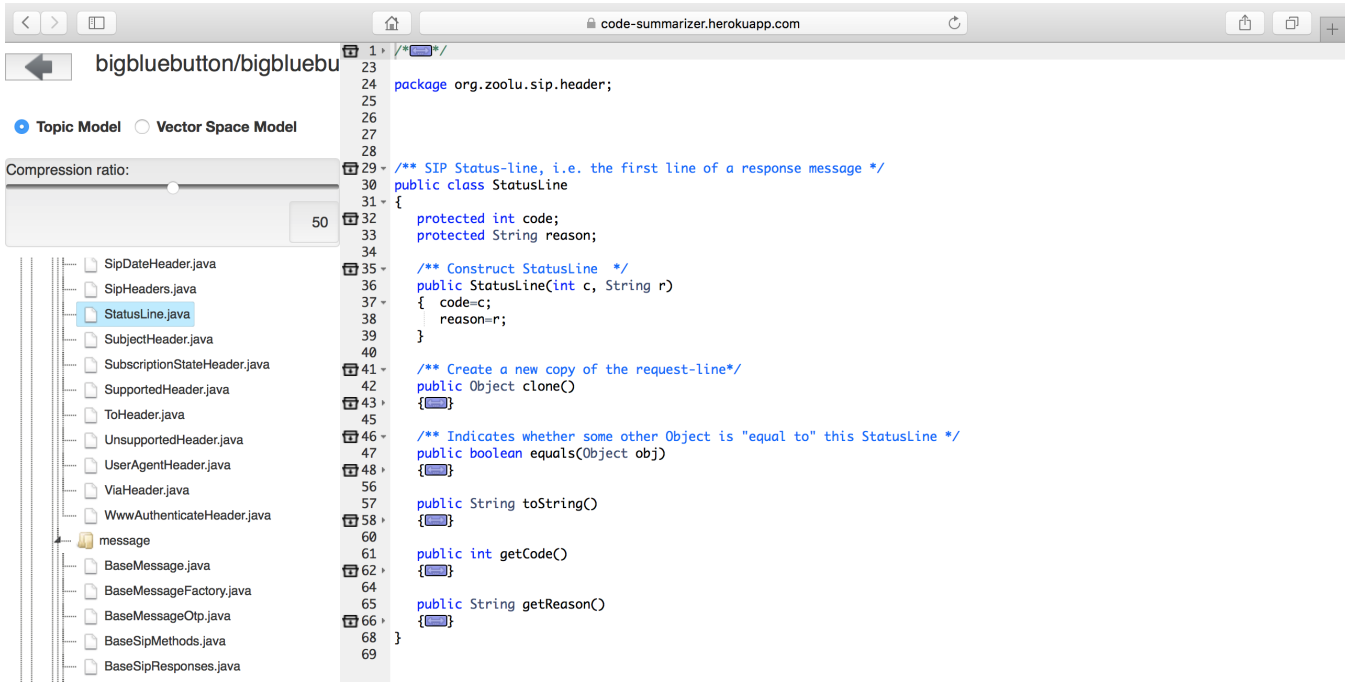 code-summarizer.herokuapp.com
bigbluebutton/bigbluebu
Topic Model Vector Space Model
Compression ratio:
50
SipDateHeader.java
SipHeaders.java
StatusLine.java
SubjectHeader.java
SubscriptionStateHeader.java
SupportedHeader.java
ToHeader.java
UnsupportedHeader.java
UserAgentHeader.java
ViaHeader.java
WwwAuthenticateHeader.java
message
BaseMessage.java
BaseMessageFactory.java
BaseMessageOtp.java
BaseSipMethods.java
BaseSipResponses.java
1 /**/
23
24 package org.zoolu.sip.header;
25
26
27
28
29 /** SIP Status-line, i.e. the first line of a response message */
30 public class StatusLine
31 {
32 protected int code;
33 protected String reason;
34
35 /** Construct StatusLine */
36 public StatusLine(int c, String r)
37 { code=c;
38 reason=r;
39 }
40
41 /** Create a new copy of the request-line*/
42 public Object clone()
43 {}
45
46 /** Indicates whether some other Object is "equal to" this StatusLine */
47 public boolean equals(Object obj)
48 {}
56
57 public String toString()
58 {}
60
61 public int getCode()
62 {}
64
65 public String getReason()
66 {}
68 }
69